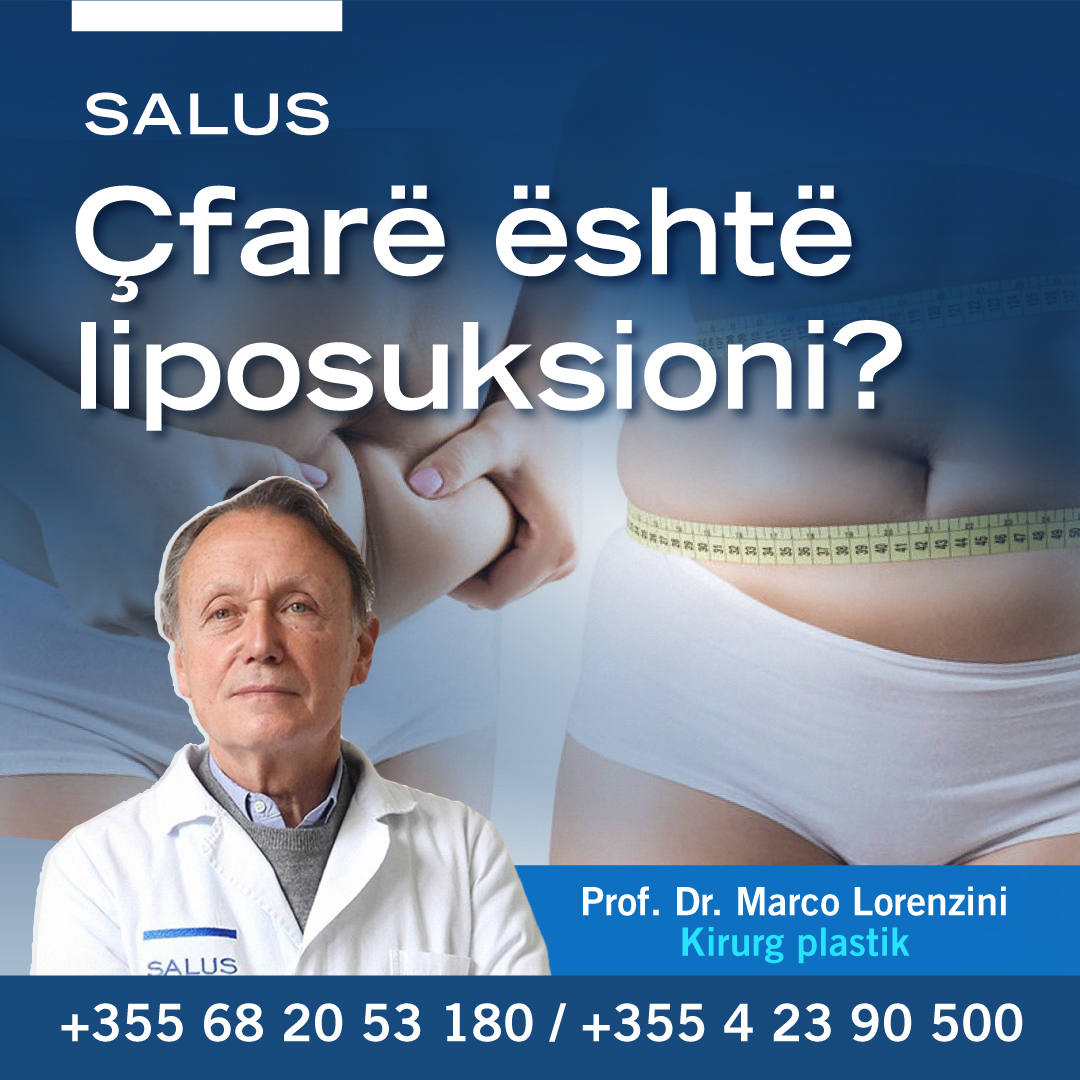 SALUS
Çfarë është
liposuksioni?
SALUS
Prof. Dr. Marco Lorenzini
Kirurg plastik
+355 68 20 53 180 / +355 4 23 90 500